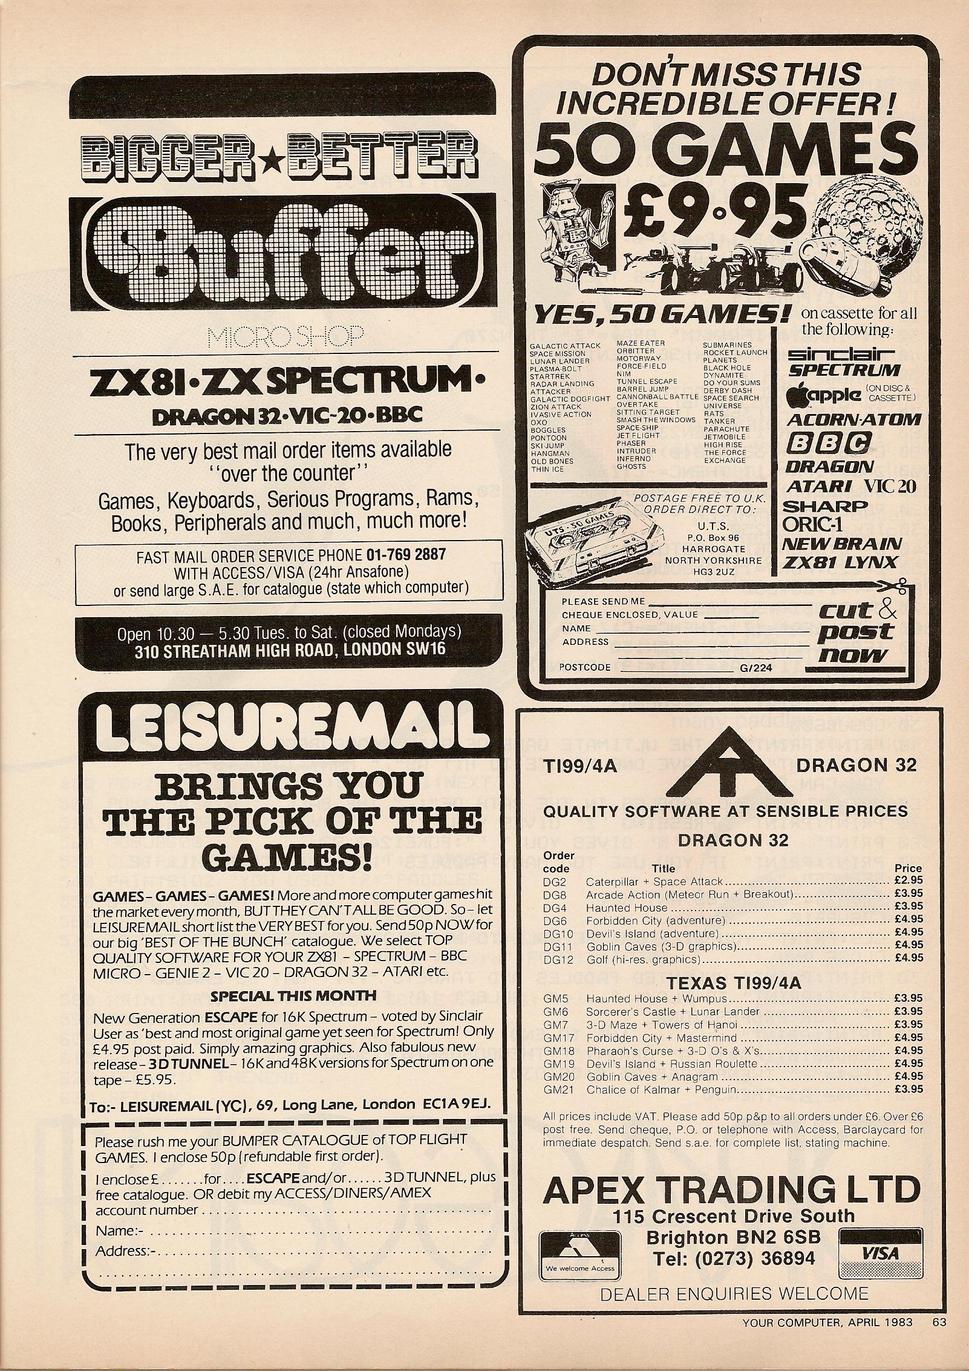 BIGGER★BETTER
Buffer
MICRO SHOP
ZX81•ZX SPECTRUM•
DRAGON 32•VIC-20•BBC
The very best mail order items available
"over the counter"
Games, Keyboards, Serious Programs, Rams,
Books, Peripherals and much, much more!
FAST MAIL ORDER SERVICE PHONE 01-769 2887
WITH ACCESS/VISA (24hr Ansafone)
or send large S.A.E. for catalogue (state which computer)
Open 10.30 — 5.30 Tues. to Sat. (closed Mondays)
310 STREATHAM HIGH ROAD, LONDON SW16
LEISUREMAIL
BRINGS YOU
THE PICK OF THE
GAMES!
GAMES– GAMES– GAMES! More and more computer games hit
the market every month, BUT THEY CAN'T ALL BE GOOD. So – let
LEISUREMAIL short list the VERY BEST for you. Send 50p NOW for
our big 'BEST OF THE BUNCH' catalogue. We select TOP
QUALITY SOFTWARE FOR YOUR ZX81 – SPECTRUM – BBC
MICRO – GENIE 2 – VIC 20 – DRAGON 32 – ATARI etc.
SPECIAL THIS MONTH
New Generation ESCAPE for 16K Spectrum – voted by Sinclair
User as 'best and most original game yet seen for Spectrum! Only
£4.95 post paid. Simply amazing graphics. Also fabulous new
release – 3D TUNNEL – 16K and 48K versions for Spectrum on one
tape – £5.95.
To:- LEISUREMAIL (YC), 69, Long Lane, London EC1A 9EJ.
Please rush me your BUMPER CATALOGUE of TOP FLIGHT
GAMES. I enclose 50p (refundable first order).
I enclose £.......for....ESCAPE and/or......3D TUNNEL, plus
free catalogue. OR debit my ACCESS/DINERS/AMEX
account number
Name:-
Address:-
DON'T MISS THIS
INCREDIBLE OFFER!
50 GAMES
£9·95
YES, 50 GAMES!
GALACTIC ATTACK
SPACE MISSION
LUNAR LANDER
PLASMA-BOLT
STARTREK
RADAR LANDING
ATTACKER
GALACTIC DOGFIGHT
ZION ATTACK
IVASIVE ACTION
OXO
BOGGLES
PONTOON
SKI JUMP
HANGMAN
OLD BONES
THIN ICE
MAZE EATER
ORBITTER
MOTORWAY
FORCE-FIELD
NIM
TUNNEL ESCAPE
BARREL JUMP
CANNONBALL BATTLE
OVERTAKE
SITTING TARGET
SMASH THE WINDOWS
SPACE-SHIP
JET FLIGHT
PHASER
INTRUDER
INFERNO
GHOSTS
SUBMARINES
ROCKET LAUNCH
PLANETS
BLACK HOLE
DYNAMITE
DO YOUR SUMS
DERBY DASH
SPACE SEARCH
UNIVERSE
RATS
TANKER
PARACHUTE
JETMOBILE
HIGH RISE
THE FORCE
EXCHANGE
on cassette for all
the following:
sinclair
SPECTRUM
apple (ON DISC & CASSETTE)
ACORN-ATOM
BBC
DRAGON
ATARI VIC 20
SHARP
ORIC-1
NEW BRAIN
ZX81 LYNX
UTS · 50 GAMES
POSTAGE FREE TO U.K.
ORDER DIRECT TO:
U.T.S.
P.O. Box 96
HARROGATE
NORTH YORKSHIRE
HG3 2UZ
PLEASE SEND ME
CHEQUE ENCLOSED, VALUE
NAME
ADDRESS
POSTCODE G/224
cut &
post
now
TI99/4A AT DRAGON 32
QUALITY SOFTWARE AT SENSIBLE PRICES
DRAGON 32
Order
code Title Price
DG2 Caterpillar + Space Attack £2.95
DG8 Arcade Action (Meteor Run + Breakout) £3.95
DG4 Haunted House £3.95
DG6 Forbidden City (adventure) £4.95
DG10 Devil's Island (adventure) £4.95
DG11 Goblin Caves (3-D graphics) £4.95
DG12 Golf (hi-res. graphics) £4.95
TEXAS TI99/4A
GM5 Haunted House + Wumpus £3.95
GM6 Sorcerer's Castle + Lunar Lander £3.95
GM7 3-D Maze + Towers of Hanoi £3.95
GM17 Forbidden City + Mastermind £4.95
GM18 Pharaoh's Curse + 3-D O's & X's £4.95
GM19 Devil's Island + Russian Roulette £4.95
GM20 Goblin Caves + Anagram £4.95
GM21 Chalice of Kalmar + Penguin £3.95
All prices include VAT. Please add 50p p&p to all orders under £6. Over £6
post free. Send cheque, P.O. or telephone with Access, Barclaycard for
immediate despatch. Send s.a.e. for complete list, stating machine.
APEX TRADING LTD
115 Crescent Drive South
Brighton BN2 6SB
Tel: (0273) 36894
We welcome Access
VISA
DEALER ENQUIRIES WELCOME
YOUR COMPUTER, APRIL 1983 63